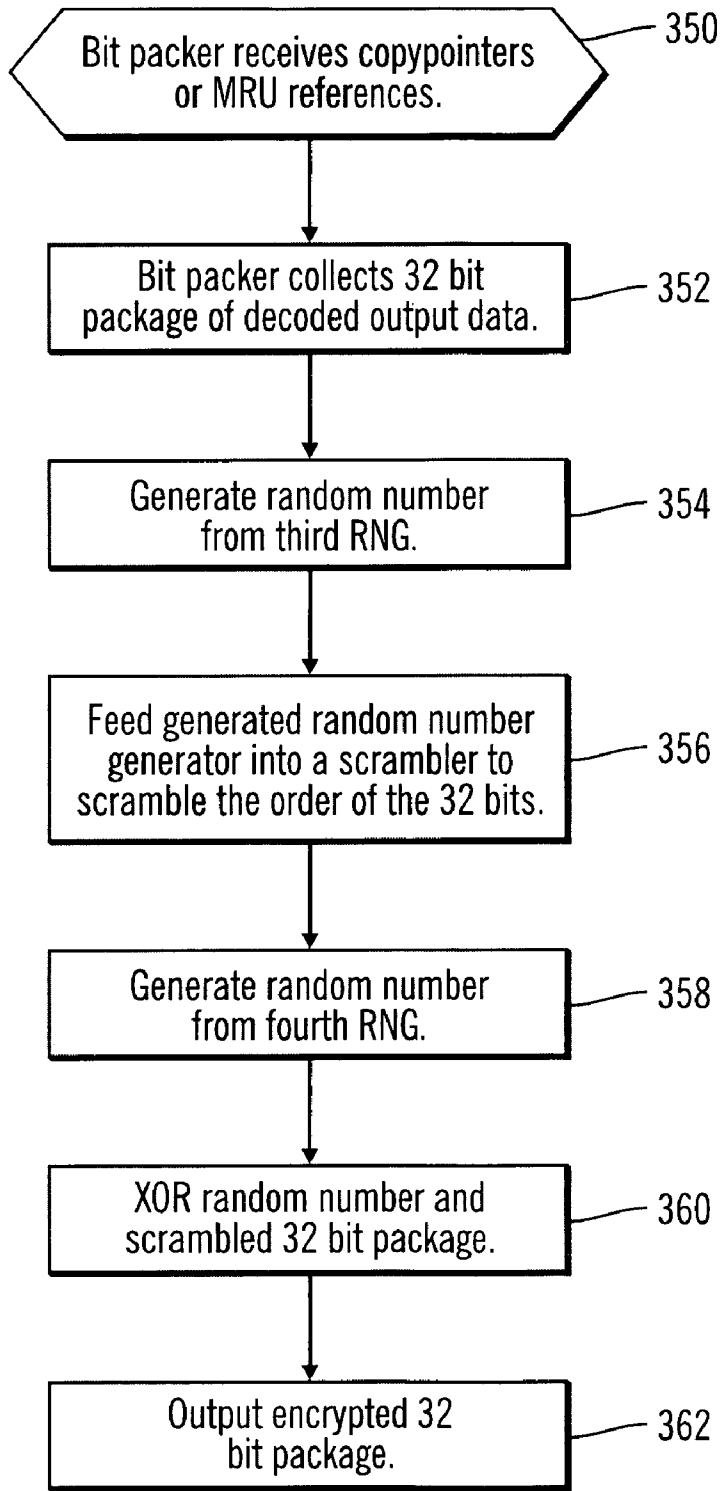 Bit packer receives copypointers
or MRU references.
350
Bit packer collects 32 bit
package of decoded output data.
352
Generate random number
from third RNG.
354
Feed generated random number
generator into a scrambler to
scramble the order of the 32 bits.
356
Generate random number
from fourth RNG.
358
XOR random number and
scrambled 32 bit package.
360
Output encrypted 32
bit package.
362